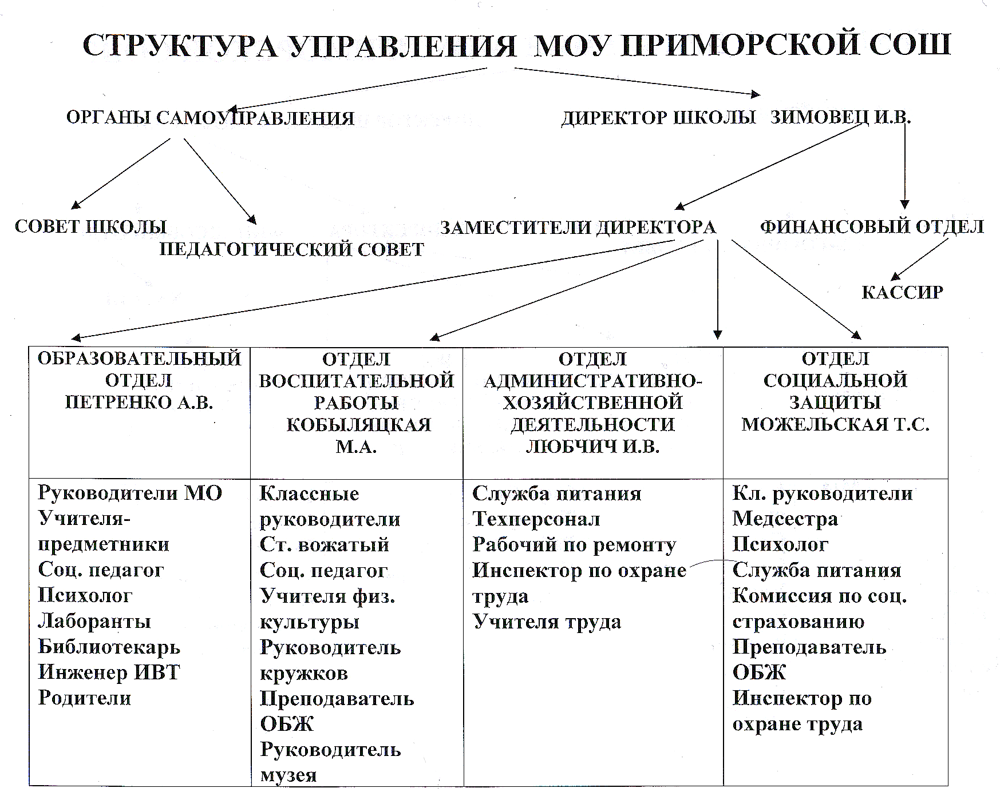 СТРУКТУРА УПРАВЛЕНИЯ МОУ ПРИМОРСКОЙ СОШ
ОРГАНЫ САМОУПРАВЛЕНИЯ
ДИРЕКТОР ШКОЛЫ ЗИМОВЕЦ И.В.
СОВЕТ ШКОЛЫ
ПЕДАГОГИЧЕСКИЙ СОВЕТ
ЗАМЕСТИТЕЛИ ДИРЕКТОРА
ФИНАНСОВЫЙ ОТДЕЛ
КАССИР
ОБРАЗОВАТЕЛЬНЫЙ
ОТДЕЛ
ПЕТРЕНКО А.В.
ОТДЕЛ
ВОСПИТАТЕЛЬНОЙ
РАБОТЫ
КОБЫЛЯЦКАЯ
М.А.
ОТДЕЛ
АДМИНИСТРАТИВНО-
ХОЗЯЙСТВЕННОЙ
ДЕЯТЕЛЬНОСТИ
ЛЮБЧИЧ И.В.
ОТДЕЛ
СОЦИАЛЬНОЙ
ЗАЩИТЫ
МОЖЕЛЬСКАЯ Т.С.
Руководители МО
Учителя-
предметники
Соц. педагог
Психолог
Лаборанты
Библиотекарь
Инженер ИВТ
Родители
Классные
руководители
Ст. вожатый
Соц. педагог
Учителя физ.
культуры
Руководитель
кружков
Преподаватель
ОБЖ
Руководитель
музея
Служба питания
Техперсонал
Рабочий по ремонту
Инспектор по охране
труда
Учителя труда
Кл. руководители
Медсестра
Психолог
Служба питания
Комиссия по соц.
страхованию
Преподаватель
ОБЖ
Инспектор по
охране труда